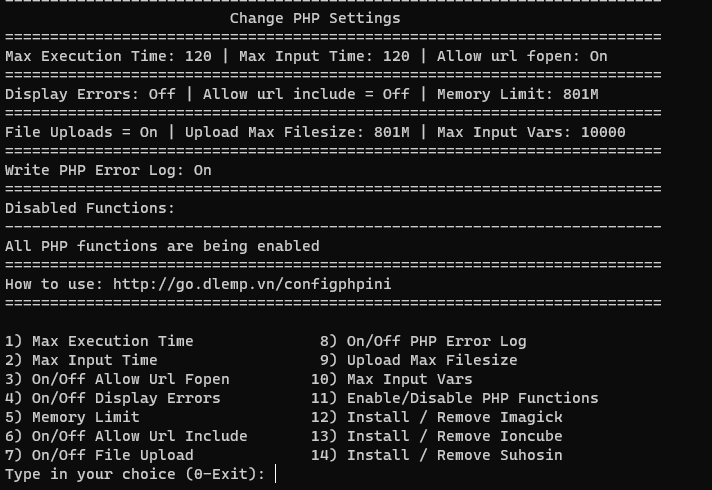 =========================================================================
                         Change PHP Settings
=========================================================================
Max Execution Time: 120 | Max Input Time: 120 | Allow url fopen: On
=========================================================================
Display Errors: Off | Allow url include = Off | Memory Limit: 801M
=========================================================================
File Uploads = On | Upload Max Filesize: 801M | Max Input Vars: 10000
=========================================================================
Write PHP Error Log: On
=========================================================================
Disabled Functions:
-------------------------------------------------------------------------
All PHP functions are being enabled
=========================================================================
How to use: http://go.dlemp.vn/configphpini
=========================================================================
1) Max Execution Time              8) On/Off PHP Error Log
2) Max Input Time                  9) Upload Max Filesize
3) On/Off Allow Url Fopen         10) Max Input Vars
4) On/Off Display Errors          11) Enable/Disable PHP Functions
5) Memory Limit                   12) Install / Remove Imagick
6) On/Off Allow Url Include       13) Install / Remove Ioncube
7) On/Off File Upload             14) Install / Remove Suhosin
Type in your choice (0-Exit):